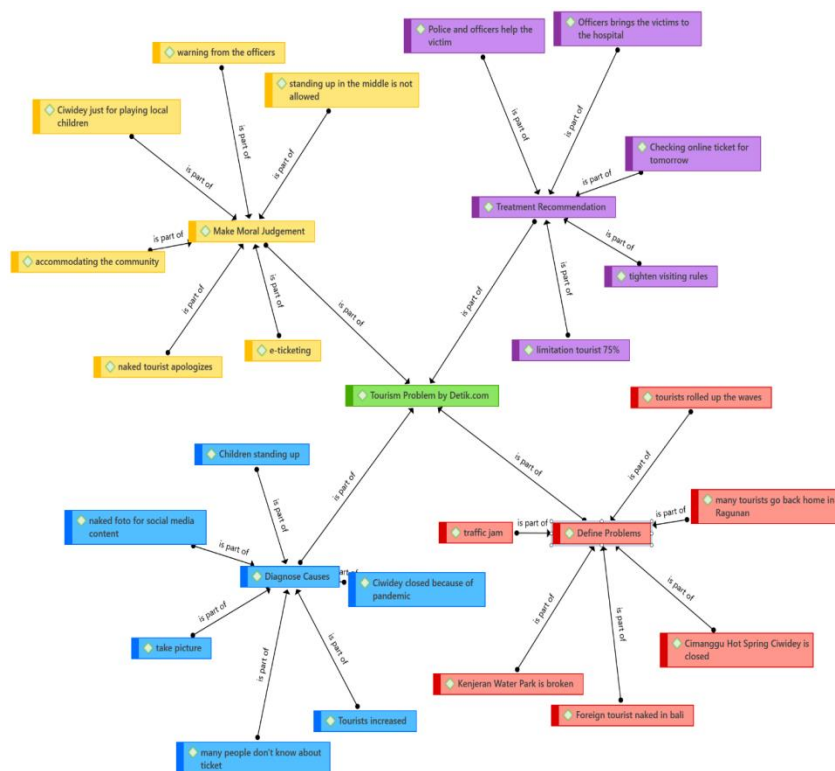 Police and officers help the
victim
Officers brings the victims to
the hospital
warning from the officers
standing up in the middle is not
allowed
Ciwidey just for playing local
children
Checking online ticket for
tomorrow
is part of
is part of
is part of
is part of
is part of
is part of
Treatment Recommendation
Make Moral Judgement
is part of
accommodating the community
is part of
tighten visiting rules
is part of
is part of
is part of
is part of
is part of
e-ticketing
limitation tourist 75%
naked tourist apologizes
Tourism Problem by Detik.com
tourists rolled up the waves
Children standing up
is part of
is part of
is part of
many tourists go back home in
Ragunan
naked foto for social media
content
is part of
is part of
traffic jam
is part of
Define Problems
is part of
Diagnose Causes
Ciwidey closed because of
pandemic
is part of
is part of
is part of
is part of
is part of
is part of
take picture
Cimanggu Hot Spring Ciwidey is
closed
Kenjeran Water Park is broken
Foreign tourist naked in bali
Tourists increased
many people don't know about
ticket